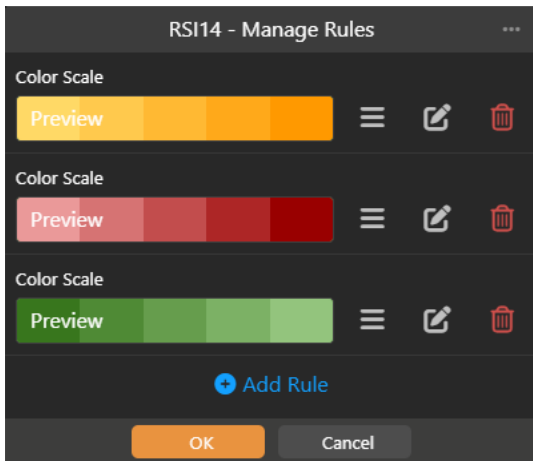 RSI14 - Manage Rules
Color Scale
Preview
Color Scale
Preview
Color Scale
Preview
Add Rule
OK Cancel